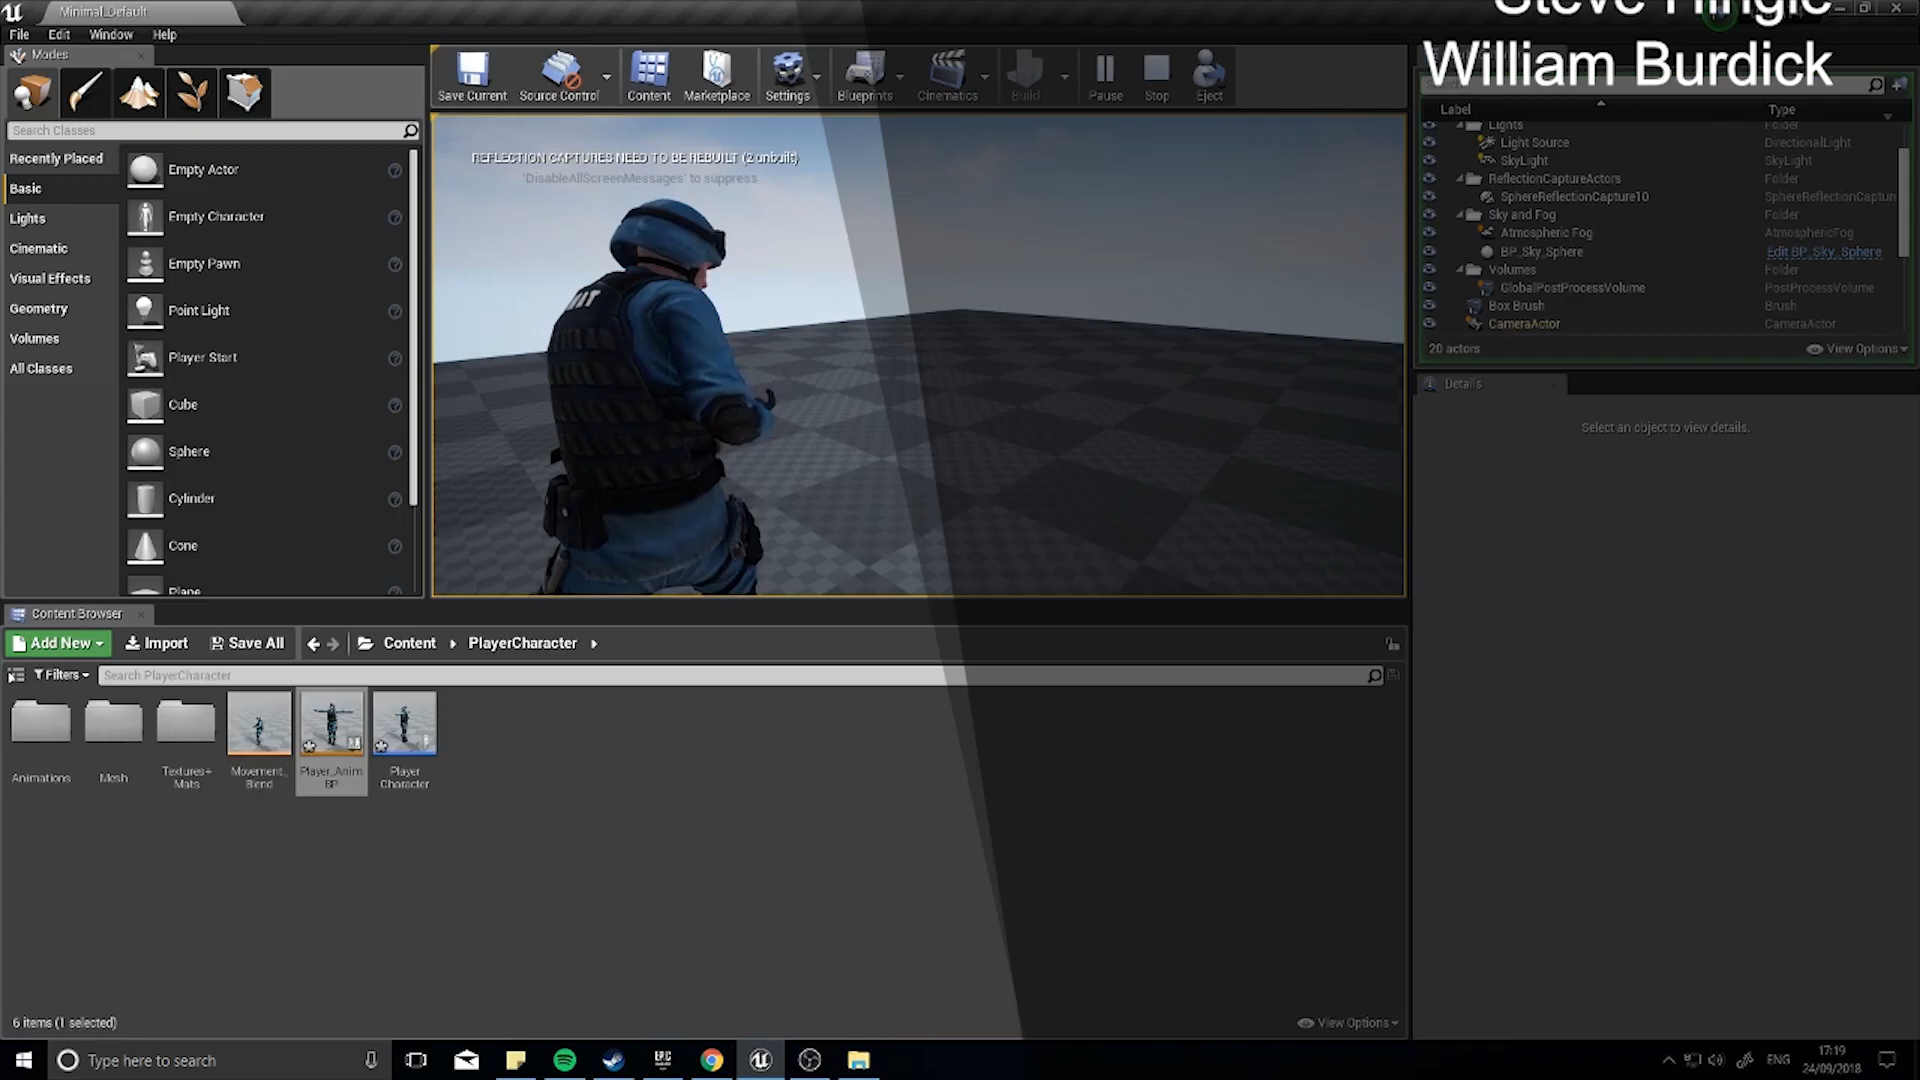 Minimal_Default
William Burdick
File Edit Window Help
Modes
Search Classes
Recently Placed
Basic
Lights
Cinematic
Visual Effects
Geometry
Volumes
All Classes
Empty Actor
Empty Character
Empty Pawn
Point Light
Player Start
Cube
Sphere
Cylinder
Cone
Plane
Save Current Source Control Content Marketplace Settings Blueprints Cinematics Build Pause Stop Eject
REFLECTION CAPTURES NEED TO BE REBUILT (2 unbuilt)
'DisableAllScreenMessages' to suppress
Label Type
Lights Folder
Light Source DirectionalLight
SkyLight SkyLight
ReflectionCaptureActors Folder
SphereReflectionCapture10 SphereReflectionCapture
Sky and Fog Folder
Atmospheric Fog AtmosphericFog
BP_Sky_Sphere Edit BP_Sky_Sphere
Volumes Folder
GlobalPostProcessVolume PostProcessVolume
Box Brush Brush
CameraActor CameraActor
20 actors View Options
Details
Select an object to view details.
Content Browser
Add New Import Save All Content PlayerCharacter
Filters Search PlayerCharacter
Animations
Mesh
Textures+
Mats
Movement_
Blend
Player_Anim
BP
Player
Character
6 items (1 selected) View Options
Type here to search
EPIC
ENG
17:19
24/09/2018